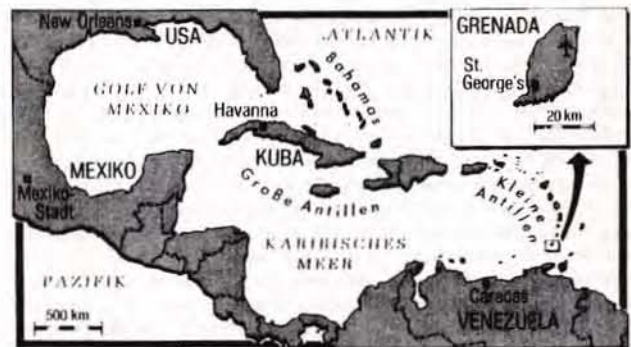 New Orleans
USA
ATLANTIK
Bahamas
GRENADA
St.
George's
20 km
GOLF VON
MEXIKO
Havanna
KUBA
MEXIKO
Mexiko-
Stadt
Große Antillen
Kleine
Antillen
KARIBISCHES
MEER
PAZIFIK
500 km
Caracas
VENEZUELA